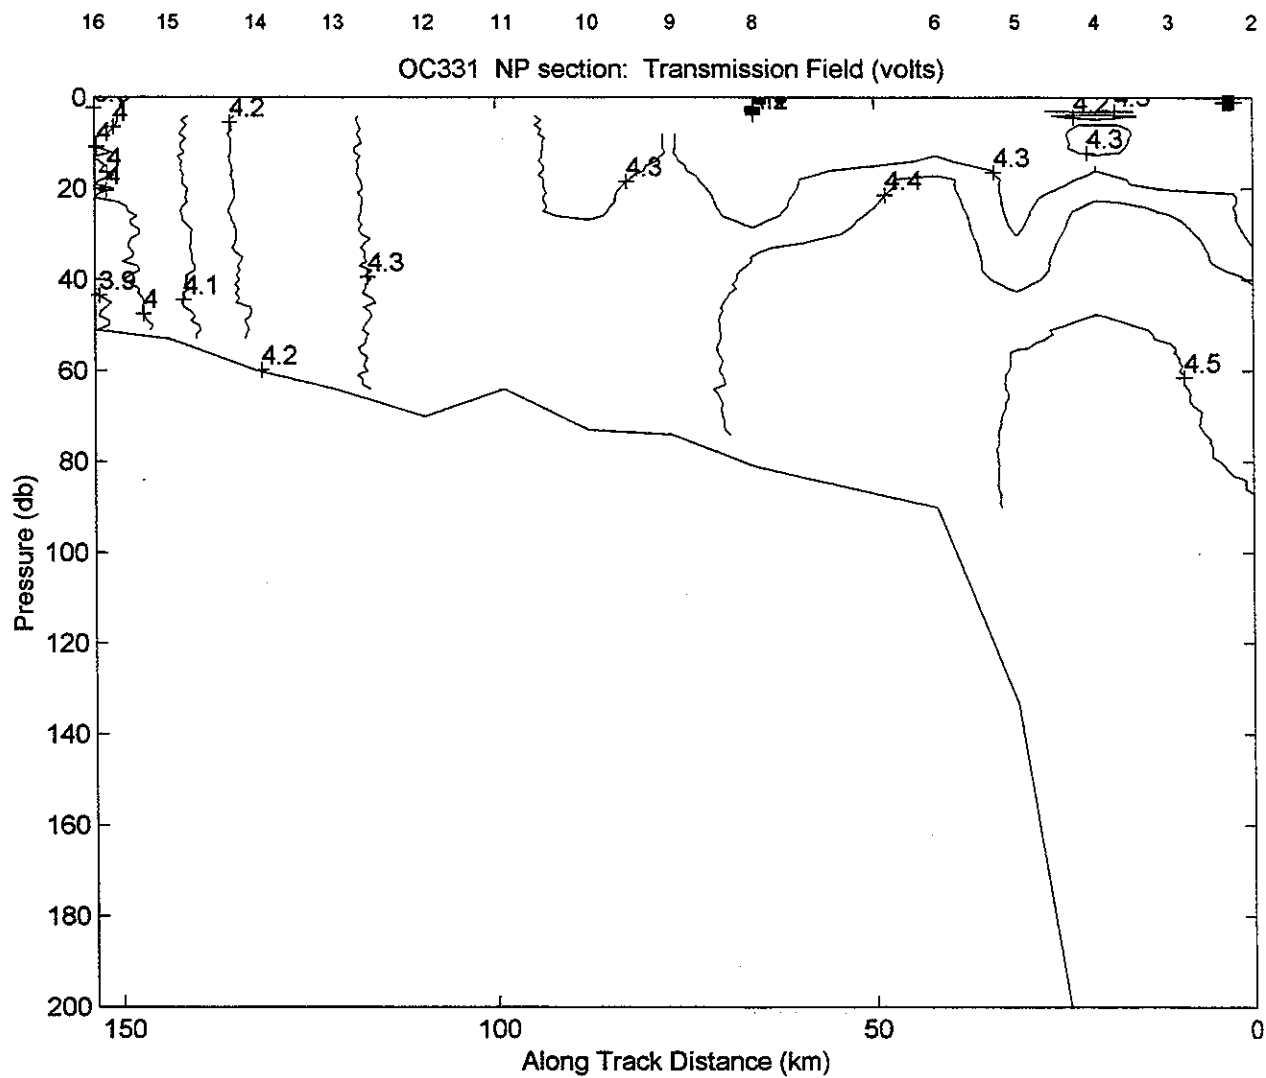 16 15 14 13 12 11 10 9 8 6 5 4 3 2
OC331 NP section: Transmission Field (volts)
0
4 4.2 4.2
4 4.3
4 4.3 4.3
4 4.4
20
40
3.9 4.1 4.3
4
60
4.2 4.5
80
100
120
140
160
180
200
Pressure (db)
150 100 50 0
Along Track Distance (km)